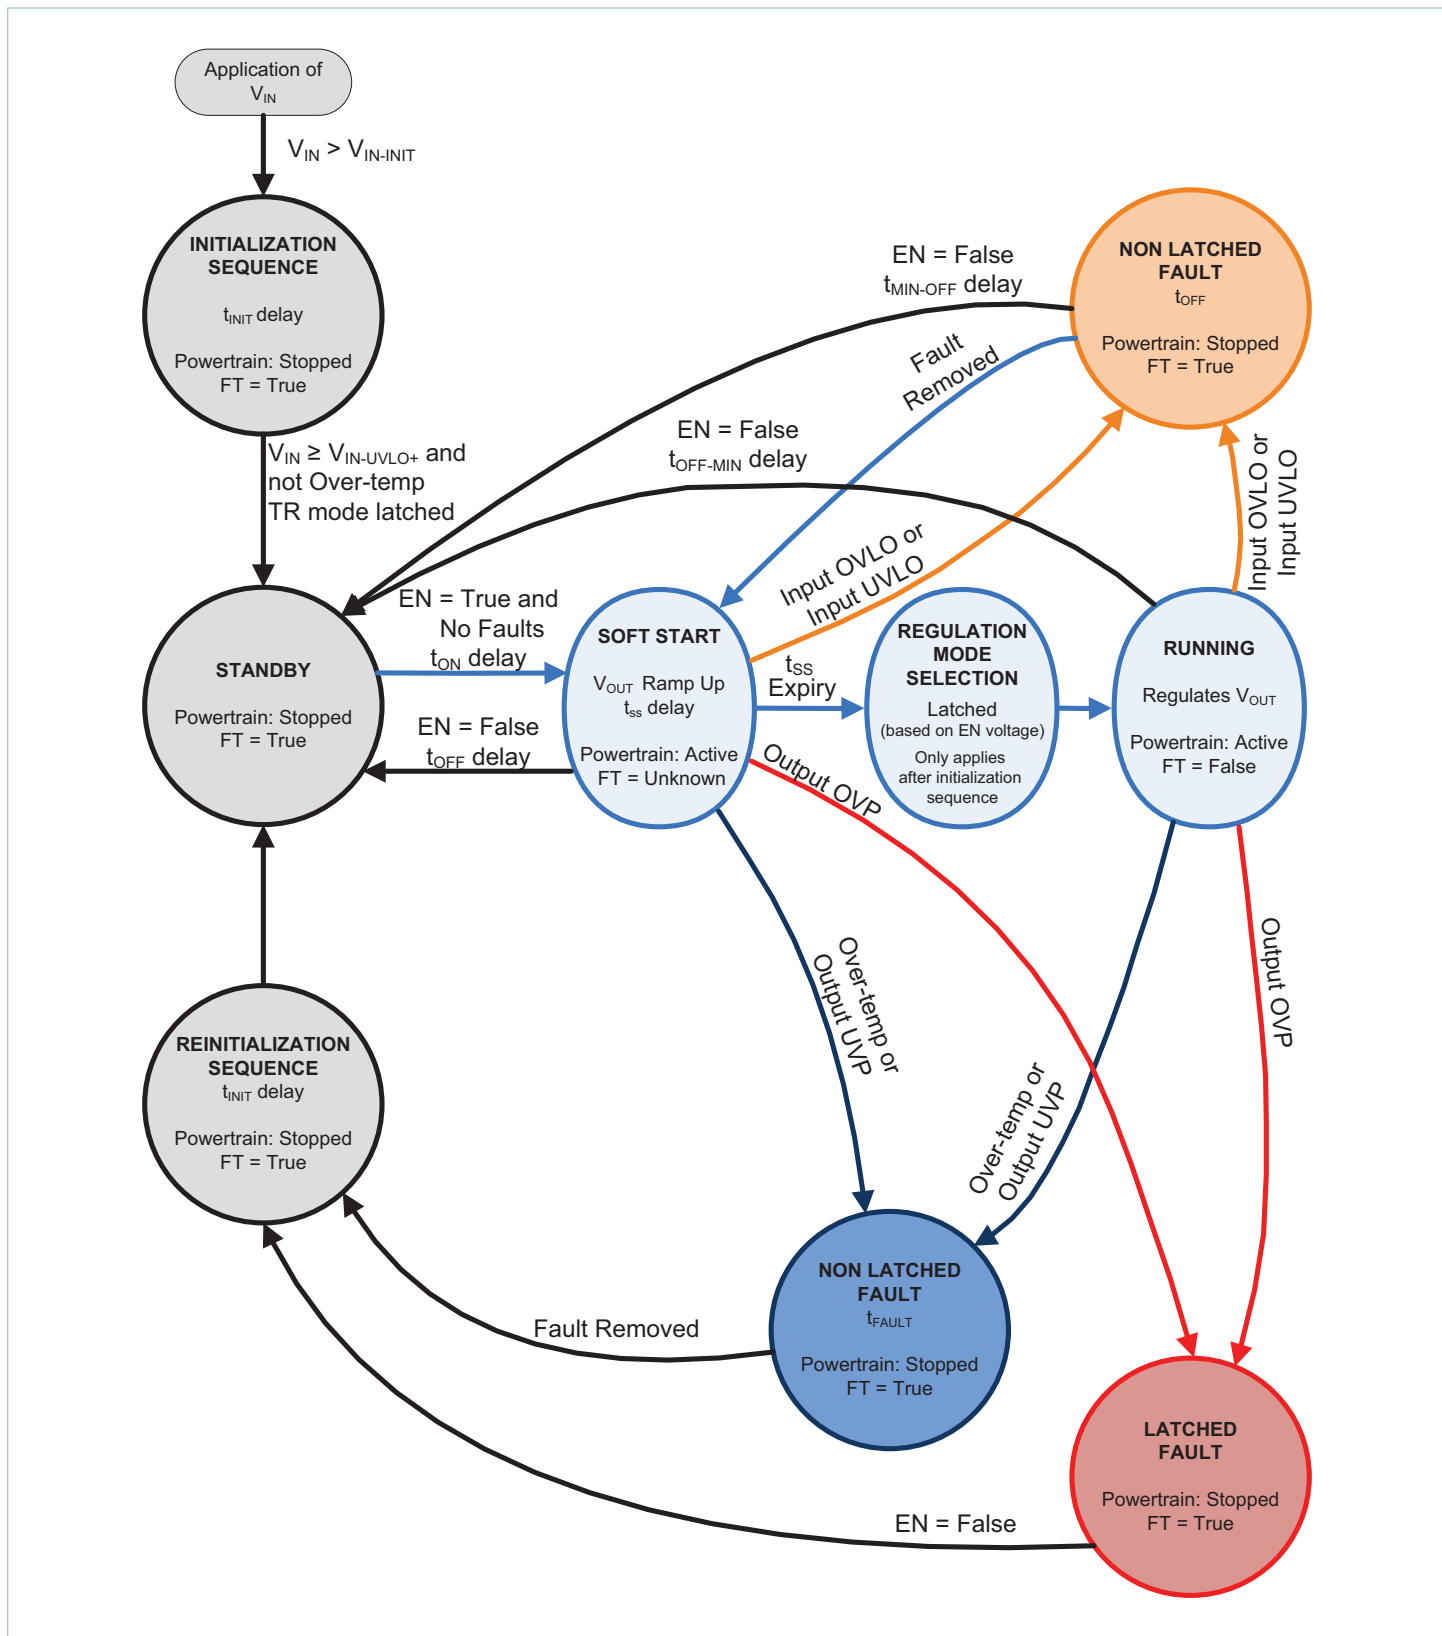 Application of
VIN
VIN > VIN-INIT
INITIALIZATION
SEQUENCE
tINIT delay
Powertrain: Stopped
FT = True
VIN ≥ VIN-UVLO+ and
not Over-temp
TR mode latched
EN = False
tMIN-OFF delay
NON LATCHED
FAULT
tOFF
Powertrain: Stopped
FT = True
Fault
Removed
EN = False
tOFF-MIN delay
Input OVLO or
Input UVLO
Input OVLO or
Input UVLO
STANDBY
Powertrain: Stopped
FT = True
EN = True and
No Faults
tON delay
EN = False
tOFF delay
SOFT START
VOUT Ramp Up
tss delay
Powertrain: Active
FT = Unknown
tSS
Expiry
REGULATION
MODE
SELECTION
Latched
(based on EN voltage)
Only applies
after initialization
sequence
RUNNING
Regulates VOUT
Powertrain: Active
FT = False
Output OVP
Over-temp or
Output UVP
Over-temp or
Output UVP
Output OVP
REINITIALIZATION
SEQUENCE
tINIT delay
Powertrain: Stopped
FT = True
Fault Removed
NON LATCHED
FAULT
tFAULT
Powertrain: Stopped
FT = True
EN = False
LATCHED
FAULT
Powertrain: Stopped
FT = True